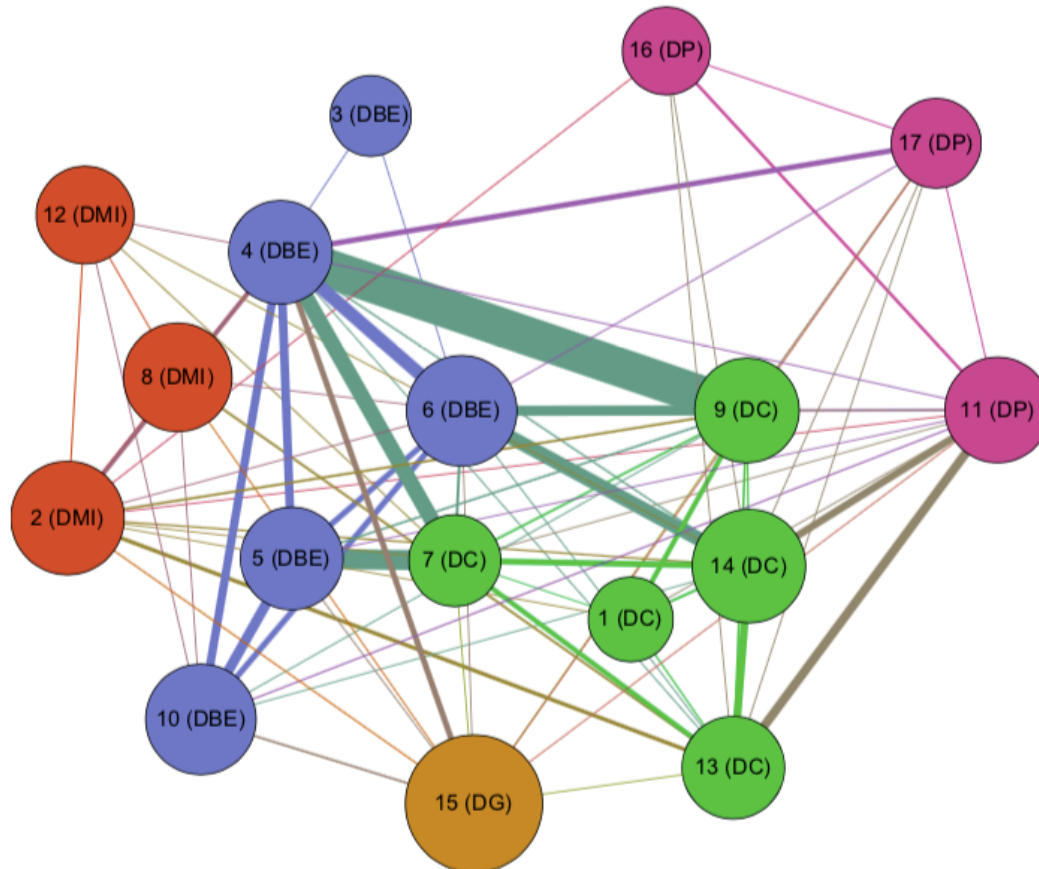 16 (DP)
3 (DBE)
17 (DP)
12 (DMI)
4 (DBE)
8 (DMI)
6 (DBE)
9 (DC)
11 (DP)
2 (DMI)
5 (DBE)
7 (DC)
14 (DC)
1 (DC)
10 (DBE)
13 (DC)
15 (DG)